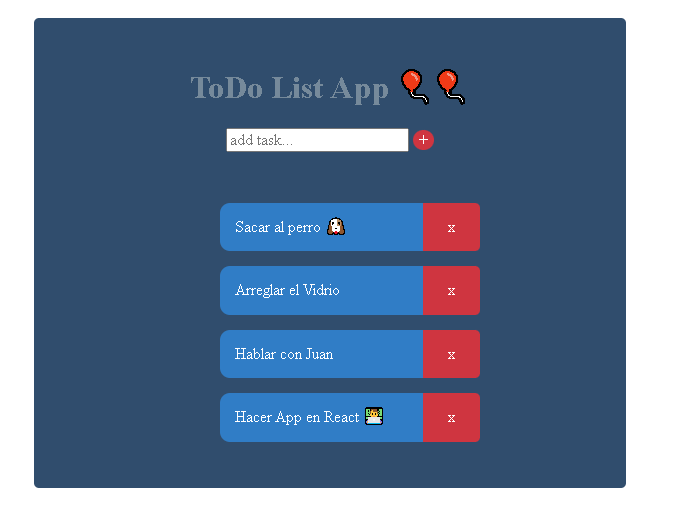 ToDo List App 🎈🎈
add task...
+
Sacar al perro 🐶
x
Arreglar el Vidrio
x
Hablar con Juan
x
Hacer App en React 👨‍💻
x